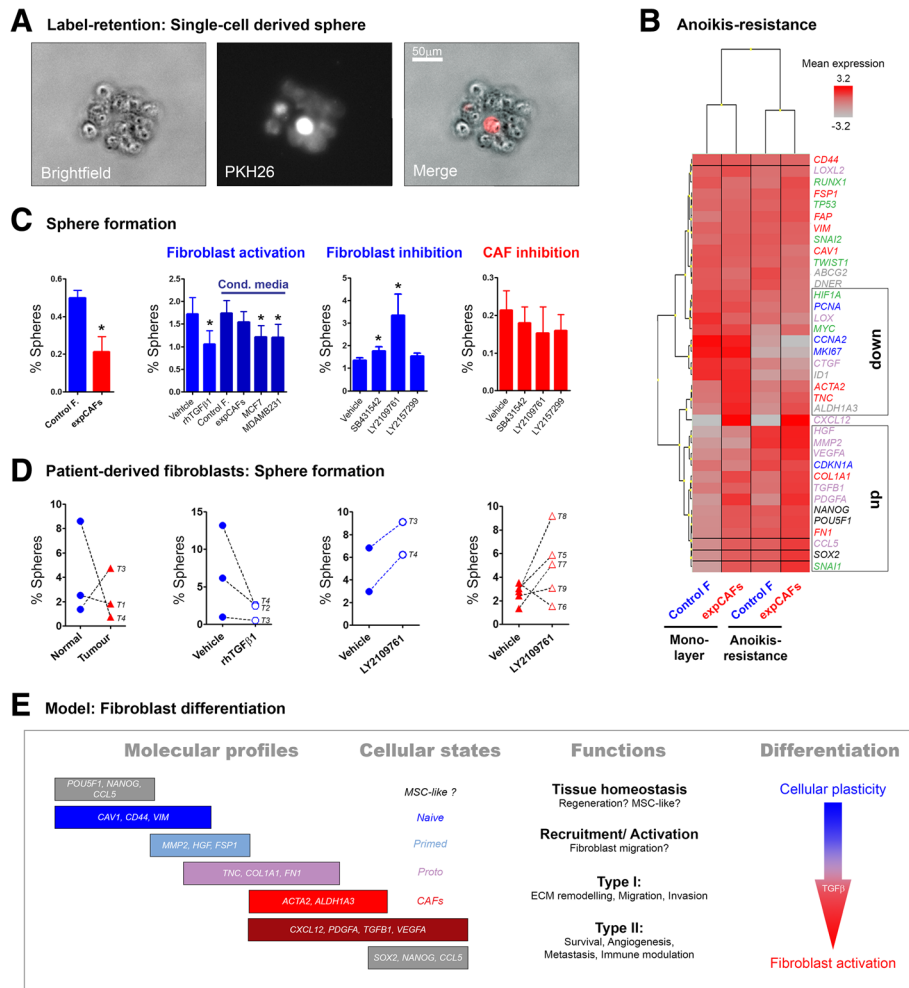 A Label-retention: Single-cell derived sphere
Brightfield
PKH26
50μm
Merge
B Anoikis-resistance
Mean expression
3.2
-3.2
CD44
LOXL2
RUNX1
FSP1
TP53
FAP
VIM
SNAI2
CAV1
TWIST1
ABCG2
DNER
HIF1A
PCNA
LOX
MYC
CCNA2
MKI67
CTGF
ID1
ACTA2
TNC
ALDH1A3
CXCL12
HGF
MMP2
VEGFA
CDKN1A
COL1A1
TGFB1
PDGFA
NANOG
POU5F1
FN1
CCL5
SOX2
SNAI1
down
up
Control F
expCAFs
Control F
expCAFs
Mono-
layer
Anoikis-
resistance
C Sphere formation
% Spheres
0.6
0.4
0.2
0.0
*
Control F.
expCAFs
Fibroblast activation
Cond. media
% Spheres
2.5
2.0
1.5
1.0
0.5
0.0
* * *
Vehicle
rhTGFβ1
Control F.
expCAFs
MCF7
MDAMB231
Fibroblast inhibition
% Spheres
5
4
3
2
1
0
* *
Vehicle
SB431542
LY2109761
LY2157299
CAF inhibition
% Spheres
0.4
0.2
0.0
Vehicle
SB431542
LY2109761
LY2157299
D Patient-derived fibroblasts: Sphere formation
% Spheres
10
8
6
4
2
0
T3
T1
T4
Normal
Tumour
% Spheres
15
10
5
0
T4
T2
T3
Vehicle
rhTGFβ1
% Spheres
10
8
6
4
2
0
T3
T4
Vehicle
LY2109761
% Spheres
10
8
6
4
2
0
T8
T5
T7
T9
T6
Vehicle
LY2109761
E Model: Fibroblast differentiation
Molecular profiles Cellular states Functions Differentiation
POU5F1, NANOG,
CCL5
MSC-like ?
Tissue homeostasis
Regeneration? MSC-like?
Cellular plasticity
CAV1, CD44, VIM
Naive
MMP2, HGF, FSP1
Primed
Recruitment/ Activation
Fibroblast migration?
TNC, COL1A1, FN1
Proto
Type I:
ECM remodelling, Migration, Invasion
TGFβ
ACTA2, ALDH1A3
CAFs
CXCL12, PDGFA, TGFB1, VEGFA
Type II:
Survival, Angiogenesis,
Metastasis, Immune modulation
SOX2, NANOG, CCL5
Fibroblast activation